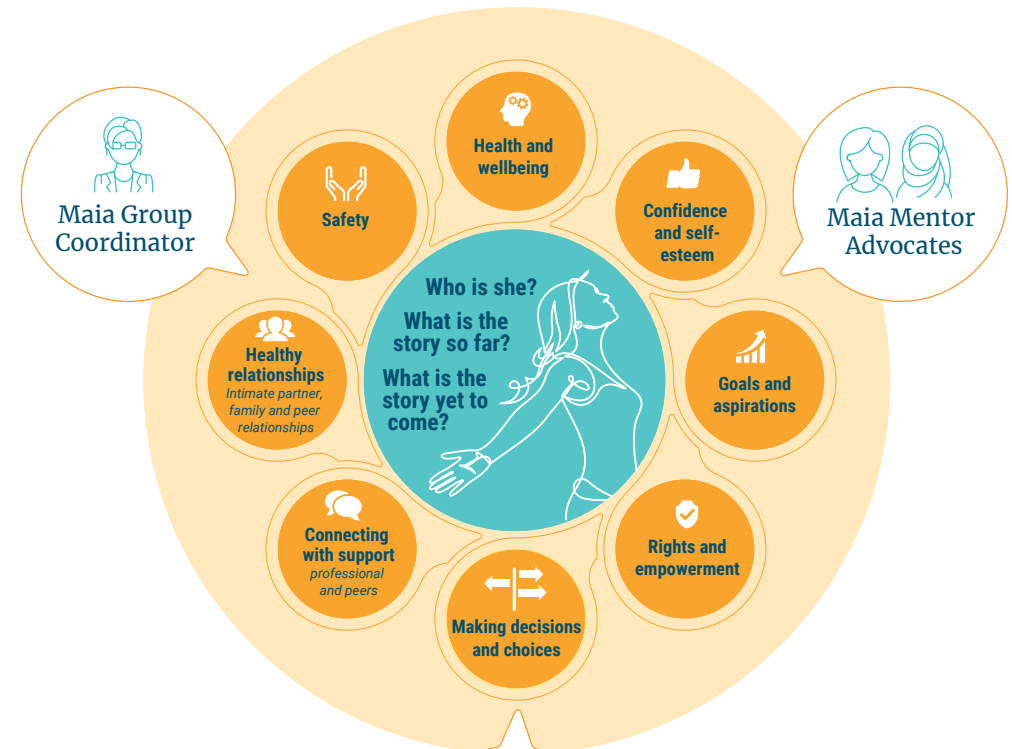 Maia Group
Coordinator
Health and
wellbeing
Maia Mentor
Advocates
Safety
Confidence
and self-
esteem
Who is she?
What is the
story so far?
What is the
story yet to
come?
Healthy
relationships
Intimate partner,
family and peer
relationships
Goals and
aspirations
Connecting
with support
professional
and peers
Rights and
empowerment
Making decisions
and choices